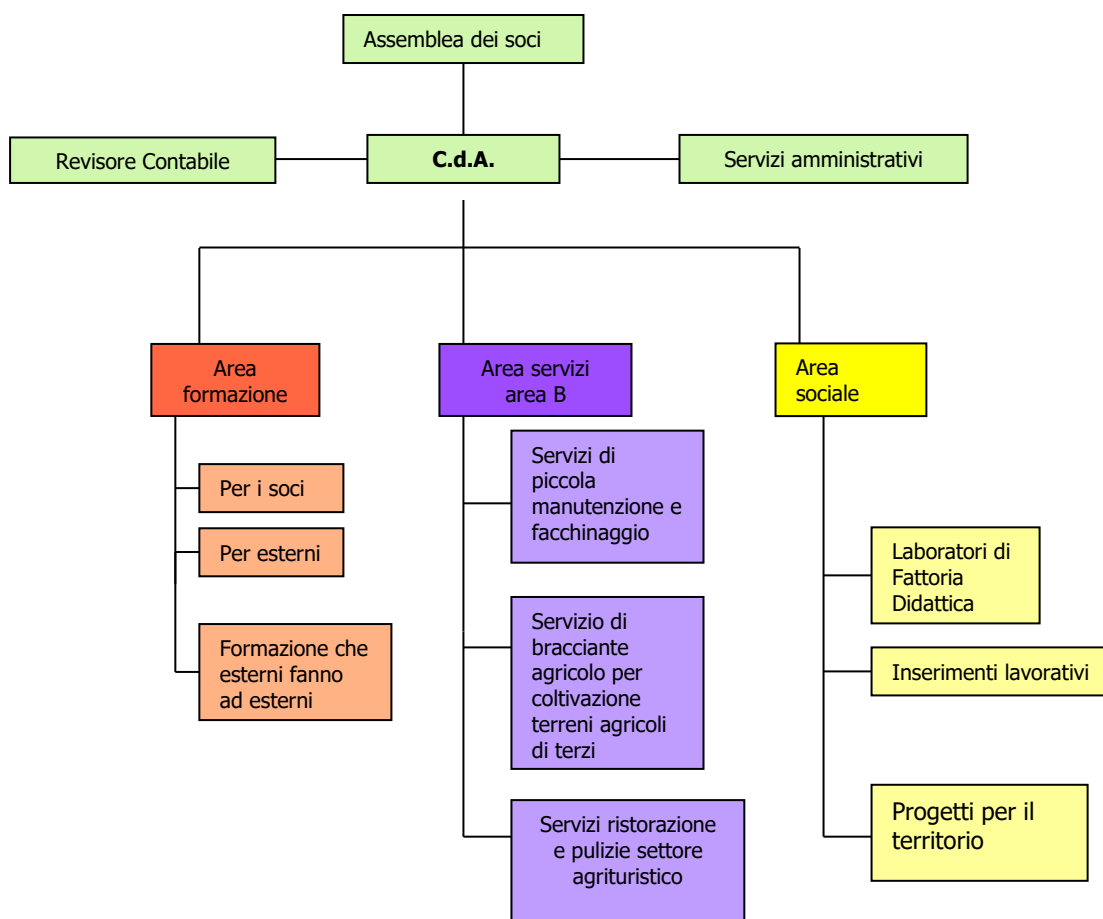 Assemblea dei soci
Revisore Contabile
C.d.A.
Servizi amministrativi
Area
formazione
Area servizi
area B
Area
sociale
Per i soci
Per esterni
Formazione che
esterni fanno
ad esterni
Servizi di
piccola
manutenzione e
facchinaggio
Servizio di
bracciante
agricolo per
coltivazione
terreni agricoli
di terzi
Servizi ristorazione
e pulizie settore
agrituristico
Laboratori di
Fattoria
Didattica
Inserimenti lavorativi
Progetti per il
territorio